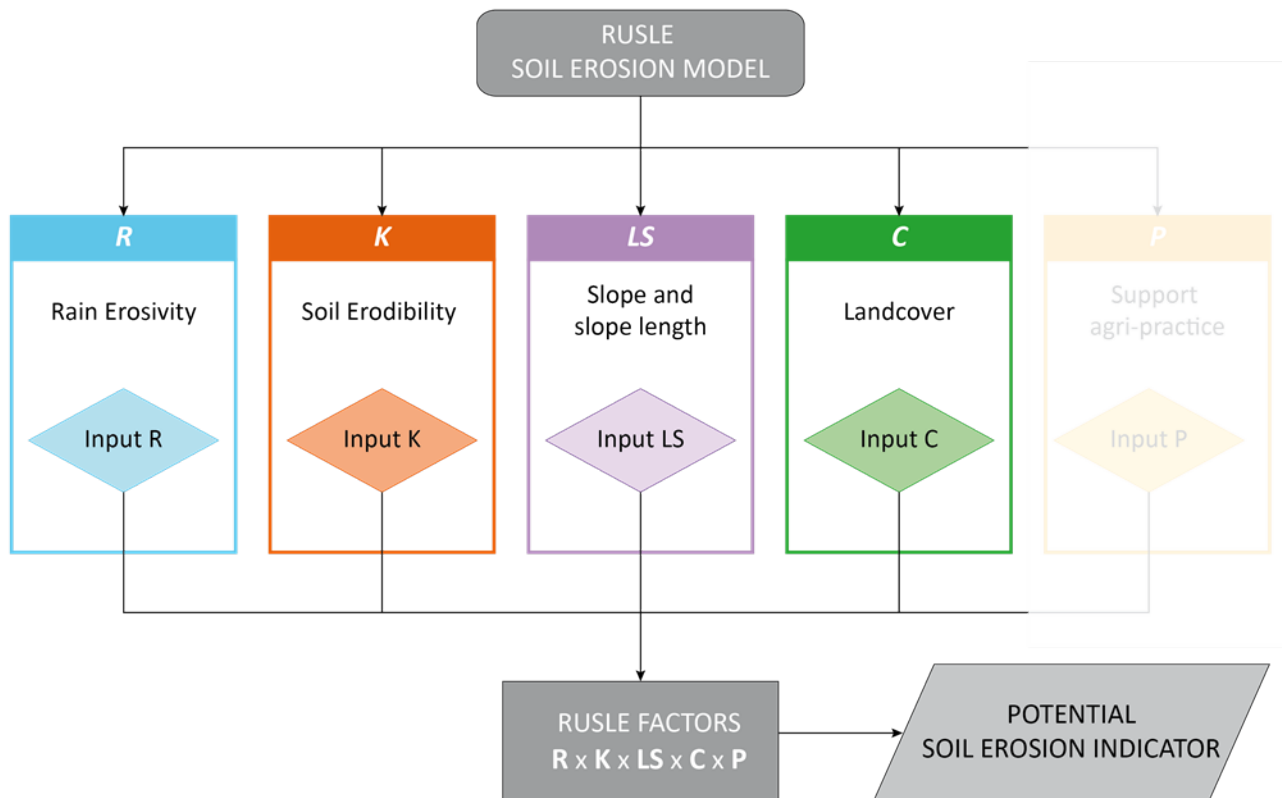 RUSLE
SOIL EROSION MODEL
R
K
LS
C
P
Rain Erosivity
Soil Erodibility
Slope and
slope length
Landcover
Support
agri-practice
Input R
Input K
Input LS
Input C
Input P
RUSLE FACTORS
R x K x LS x C x P
POTENTIAL
SOIL EROSION INDICATOR